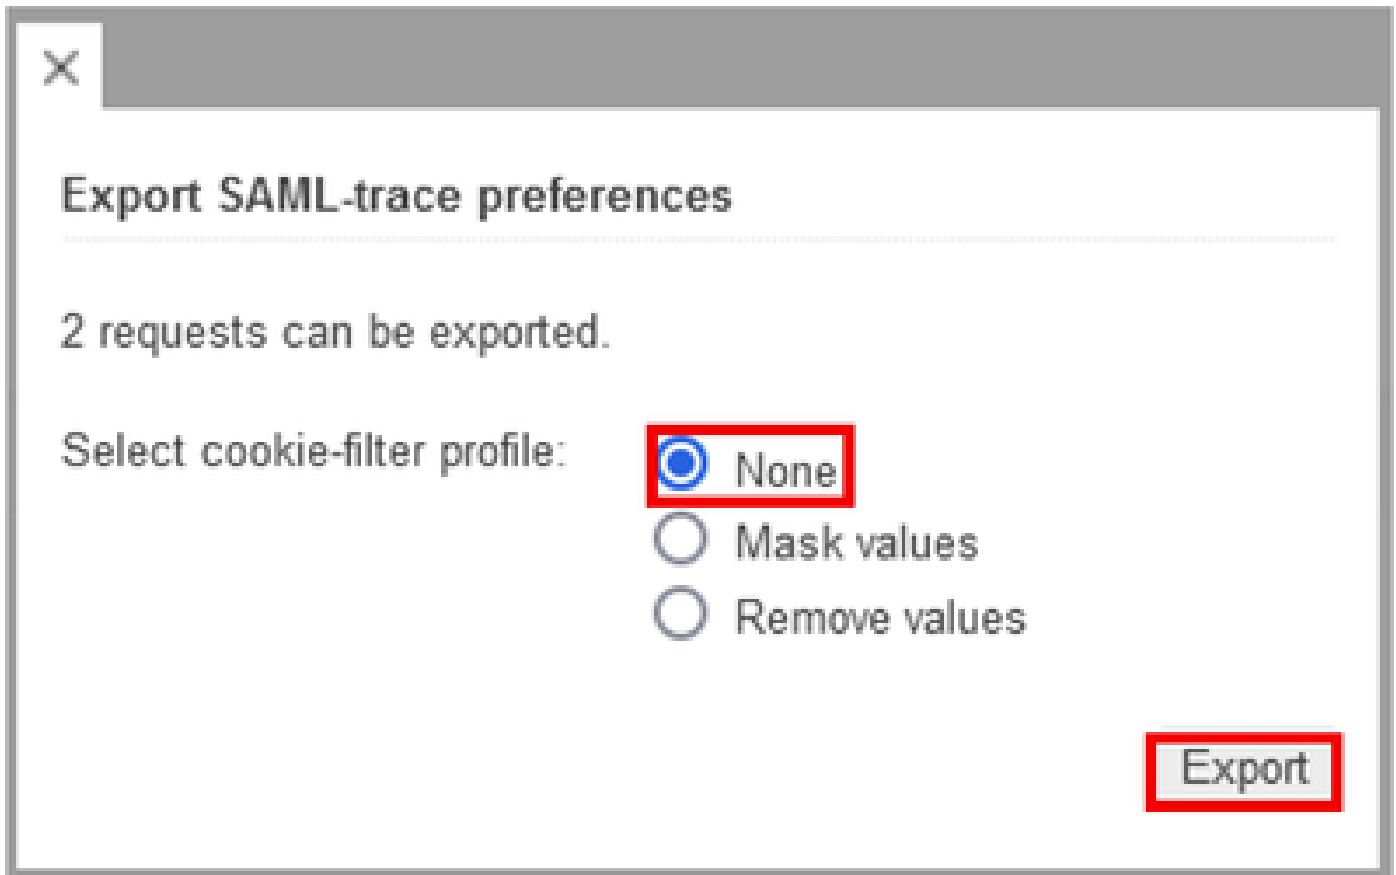 Export SAML-trace preferences
2 requests can be exported.
Select cookie-filter profile:
None
Mask values
Remove values
Export